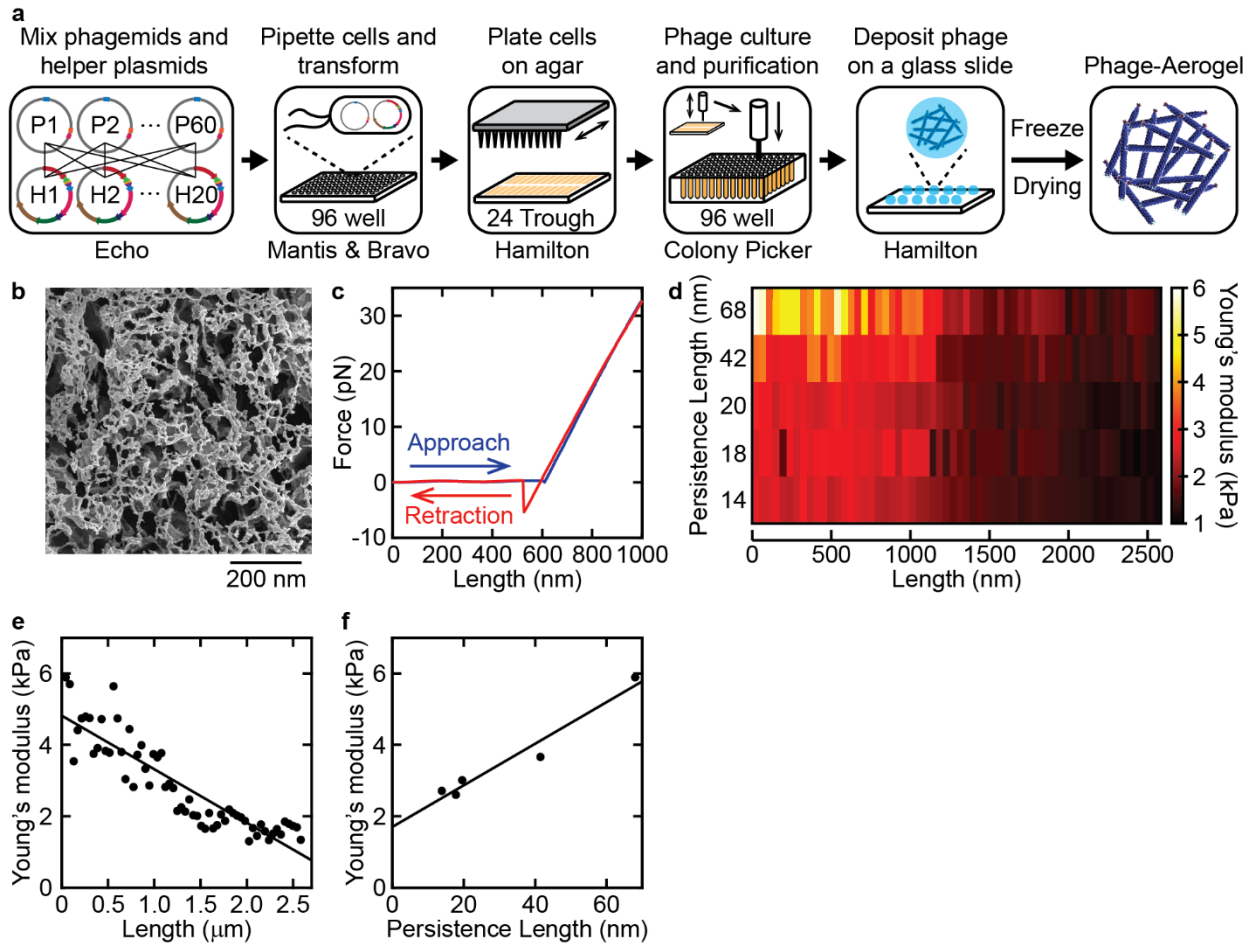 a
Mix phagemids and
helper plasmids
P1 P2 ··· P60
H1 H2 ··· H20
Echo
Pipette cells and
transform
96 well
Mantis & Bravo
Plate cells
on agar
24 Trough
Hamilton
Phage culture
and purification
96 well
Colony Picker
Deposit phage
on a glass slide
Hamilton
Freeze
Drying
Phage-Aerogel
b
200 nm
c
Force (pN)
30
20
10
0
-10
Approach
Retraction
0 200 400 600 800 1000
Length (nm)
d
Persistence Length (nm)
68
42
20
18
14
0 500 1000 1500 2000 2500
Length (nm)
6
5
4
3
2
1
Young's modulus (kPa)
e
Young's modulus (kPa)
6
4
2
0
0 0.5 1.0 1.5 2.0 2.5
Length (μm)
f
Young's modulus (kPa)
6
4
2
0
0 20 40 60
Persistence Length (nm)